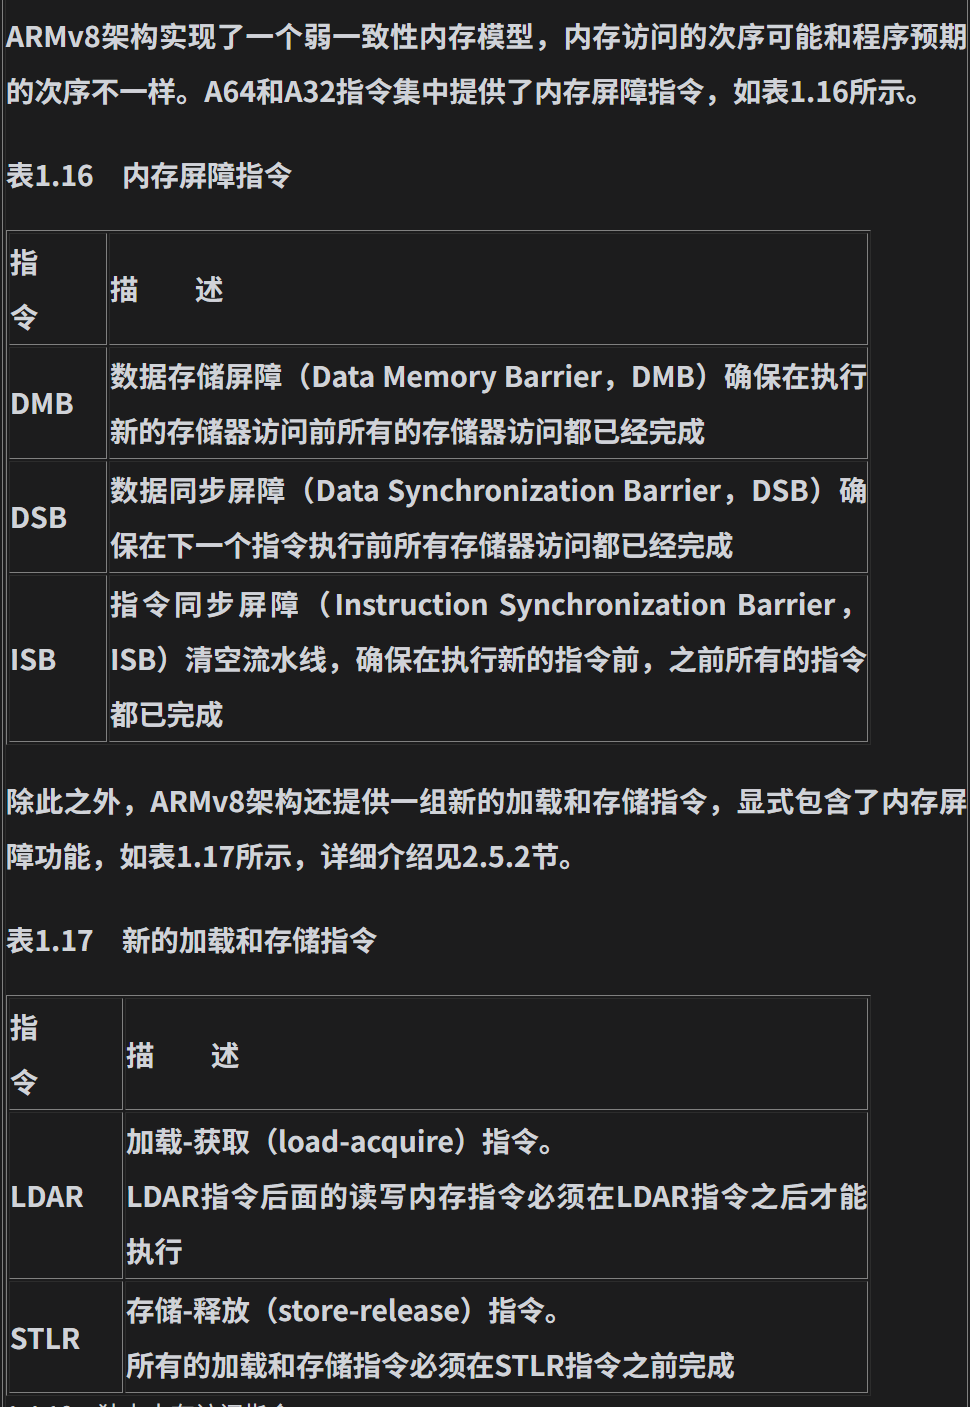 ARMv8架构实现了一个弱一致性内存模型，内存访问的次序可能和程序预期
的次序不一样。A64和A32指令集中提供了内存屏障指令，如表1.16所示。
表1.16 内存屏障指令
指
令
描 述
DMB
数据存储屏障（Data Memory Barrier，DMB）确保在执行
新的存储器访问前所有的存储器访问都已经完成
DSB
数据同步屏障（Data Synchronization Barrier，DSB）确
保在下一个指令执行前所有存储器访问都已经完成
ISB
指令同步屏障（Instruction Synchronization Barrier，
ISB）清空流水线，确保在执行新的指令前，之前所有的指令
都已完成
除此之外，ARMv8架构还提供一组新的加载和存储指令，显式包含了内存屏
障功能，如表1.17所示，详细介绍见2.5.2节。
表1.17 新的加载和存储指令
指
令
描 述
LDAR
加载-获取（load-acquire）指令。
LDAR指令后面的读写内存指令必须在LDAR指令之后才能
执行
STLR
存储-释放（store-release）指令。
所有的加载和存储指令必须在STLR指令之前完成